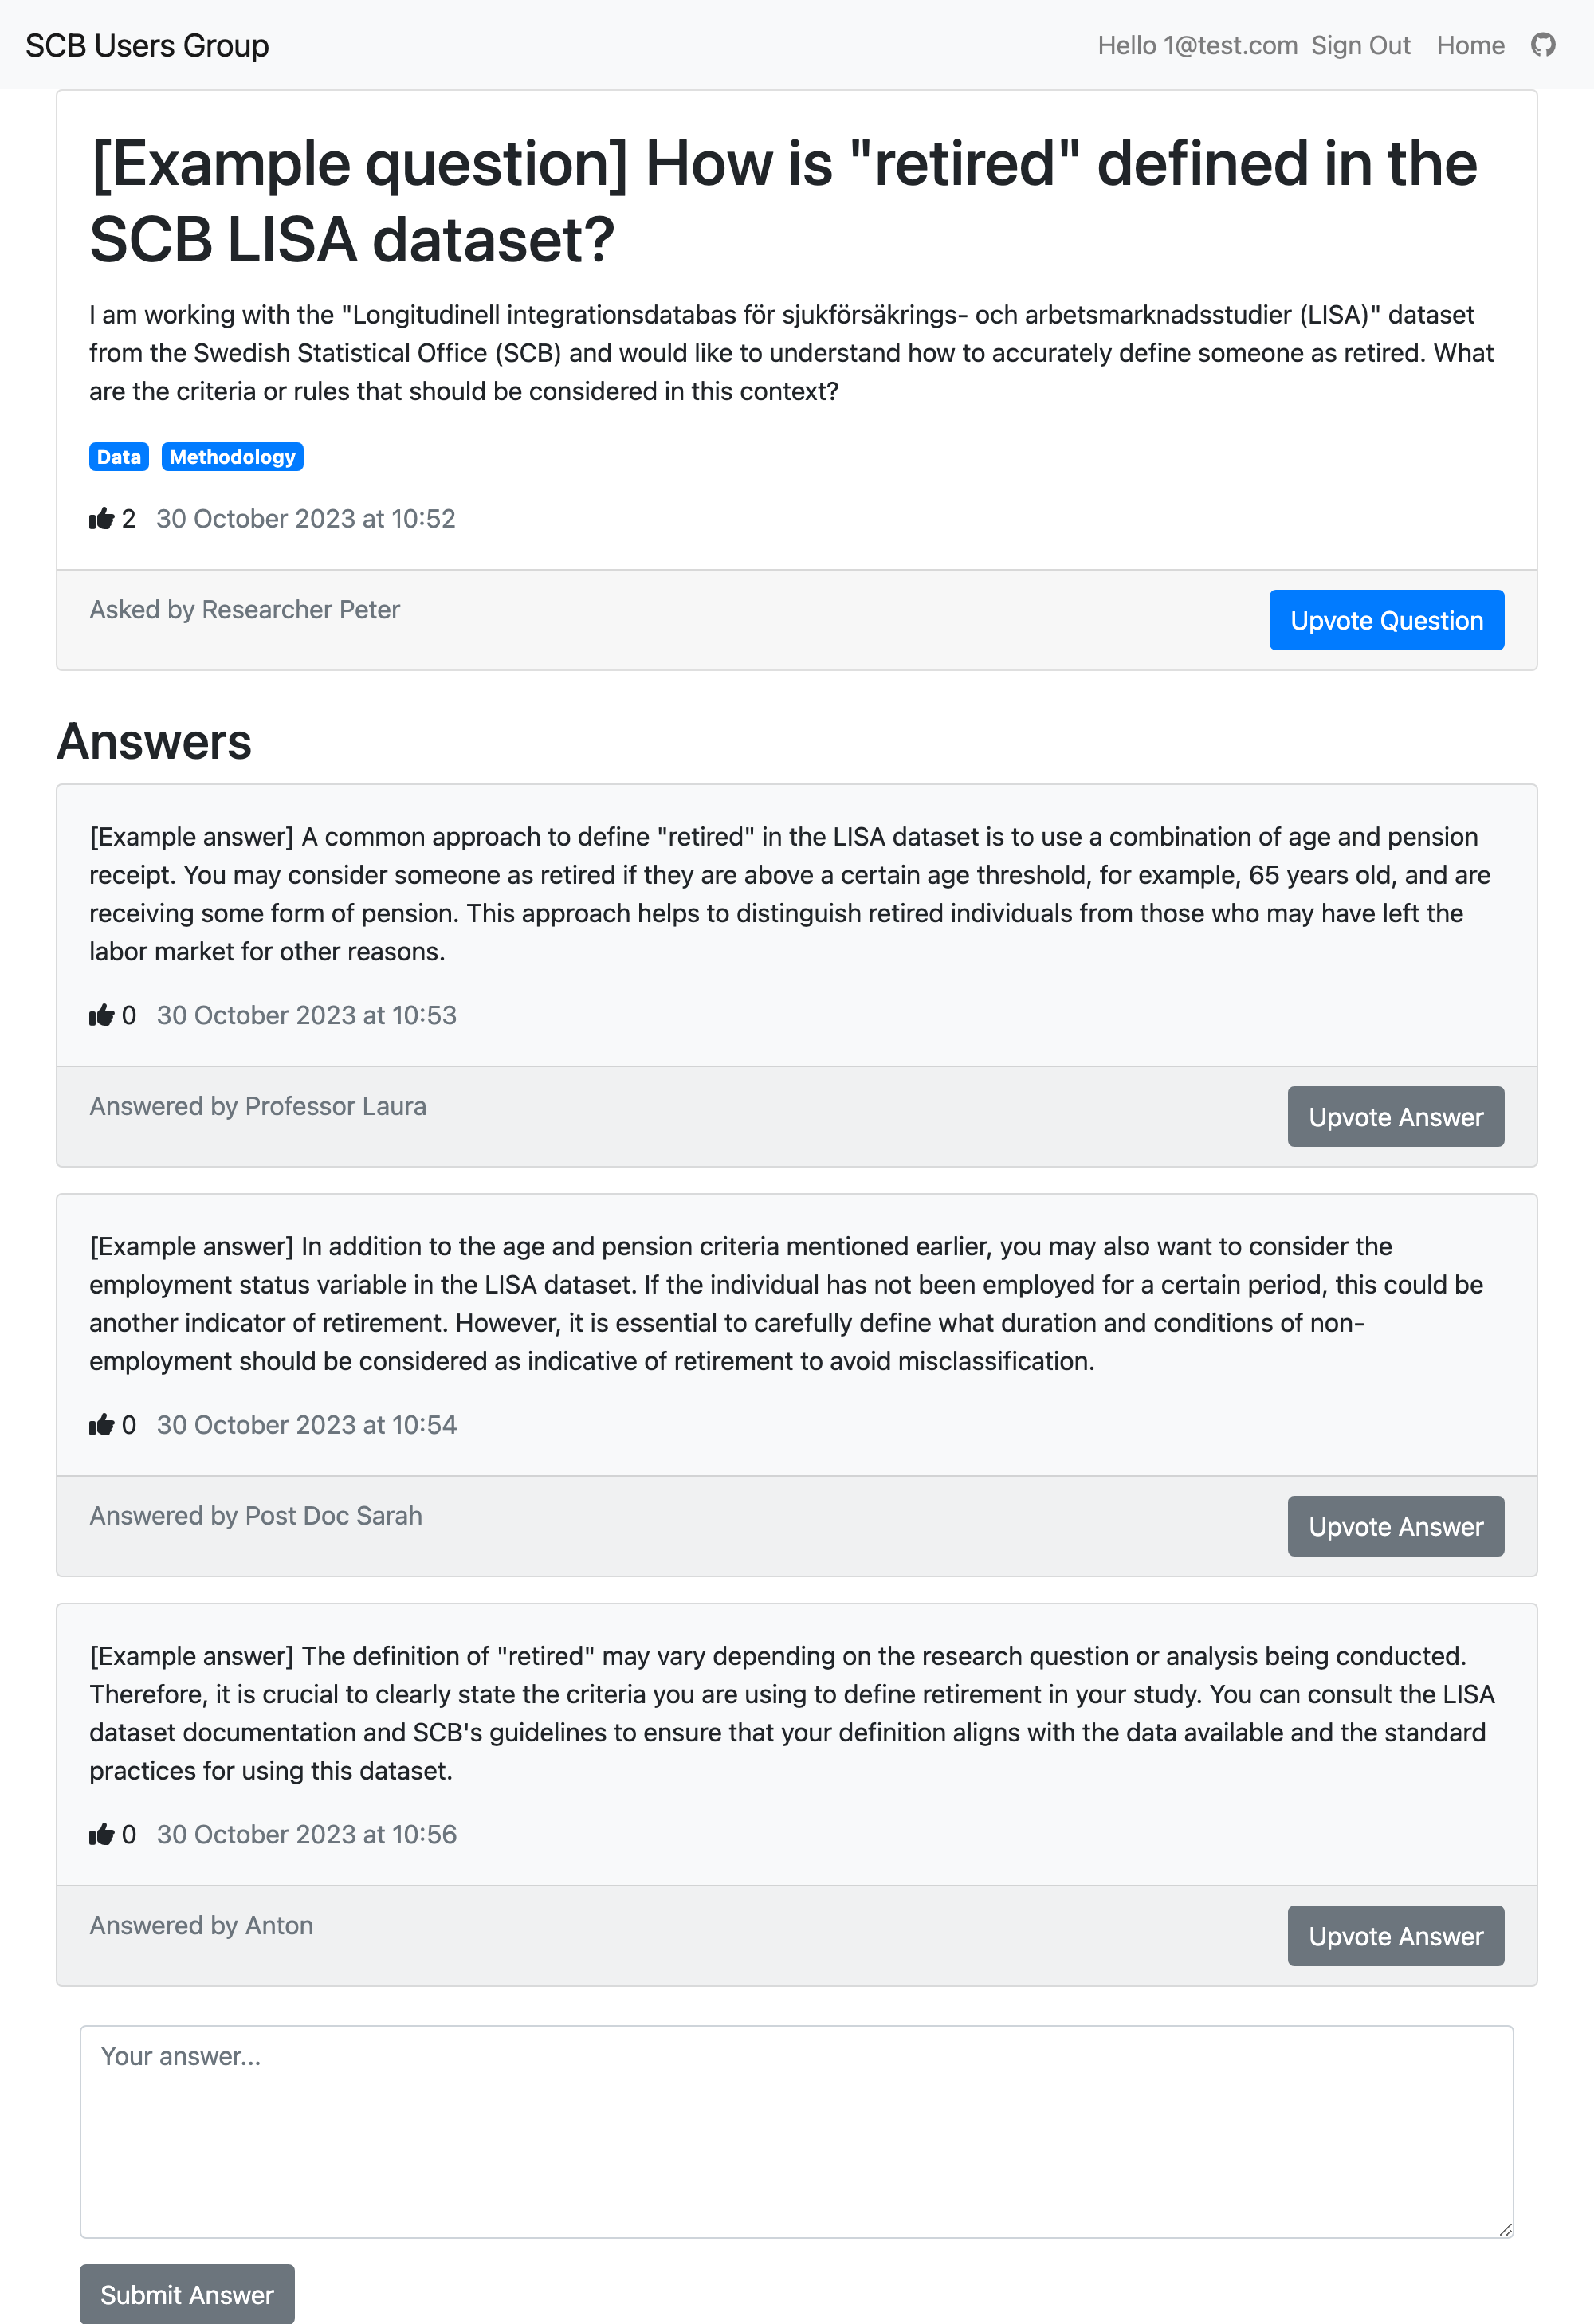 SCB Users Group
Hello 1@test.com Sign Out Home
[Example question] How is "retired" defined in the
SCB LISA dataset?
I am working with the "Longitudinell integrationsdatabas för sjukförsäkrings- och arbetsmarknadsstudier (LISA)" dataset
from the Swedish Statistical Office (SCB) and would like to understand how to accurately define someone as retired. What
are the criteria or rules that should be considered in this context?
Data Methodology
2 30 October 2023 at 10:52
Asked by Researcher Peter
Upvote Question
Answers
[Example answer] A common approach to define "retired" in the LISA dataset is to use a combination of age and pension
receipt. You may consider someone as retired if they are above a certain age threshold, for example, 65 years old, and are
receiving some form of pension. This approach helps to distinguish retired individuals from those who may have left the
labor market for other reasons.
0 30 October 2023 at 10:53
Answered by Professor Laura
Upvote Answer
[Example answer] In addition to the age and pension criteria mentioned earlier, you may also want to consider the
employment status variable in the LISA dataset. If the individual has not been employed for a certain period, this could be
another indicator of retirement. However, it is essential to carefully define what duration and conditions of non-
employment should be considered as indicative of retirement to avoid misclassification.
0 30 October 2023 at 10:54
Answered by Post Doc Sarah
Upvote Answer
[Example answer] The definition of "retired" may vary depending on the research question or analysis being conducted.
Therefore, it is crucial to clearly state the criteria you are using to define retirement in your study. You can consult the LISA
dataset documentation and SCB's guidelines to ensure that your definition aligns with the data available and the standard
practices for using this dataset.
0 30 October 2023 at 10:56
Answered by Anton
Upvote Answer
Your answer...
Submit Answer